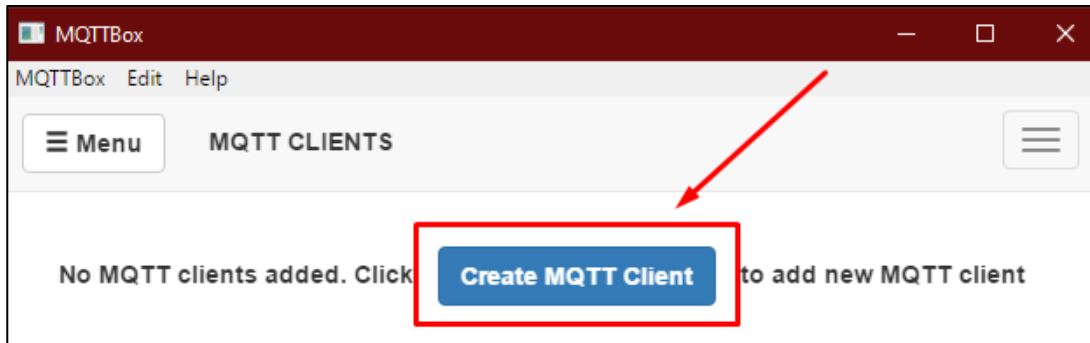 MQTTBox
MQTTBox Edit Help
☰ Menu MQTT CLIENTS
No MQTT clients added. Click Create MQTT Client to add new MQTT client